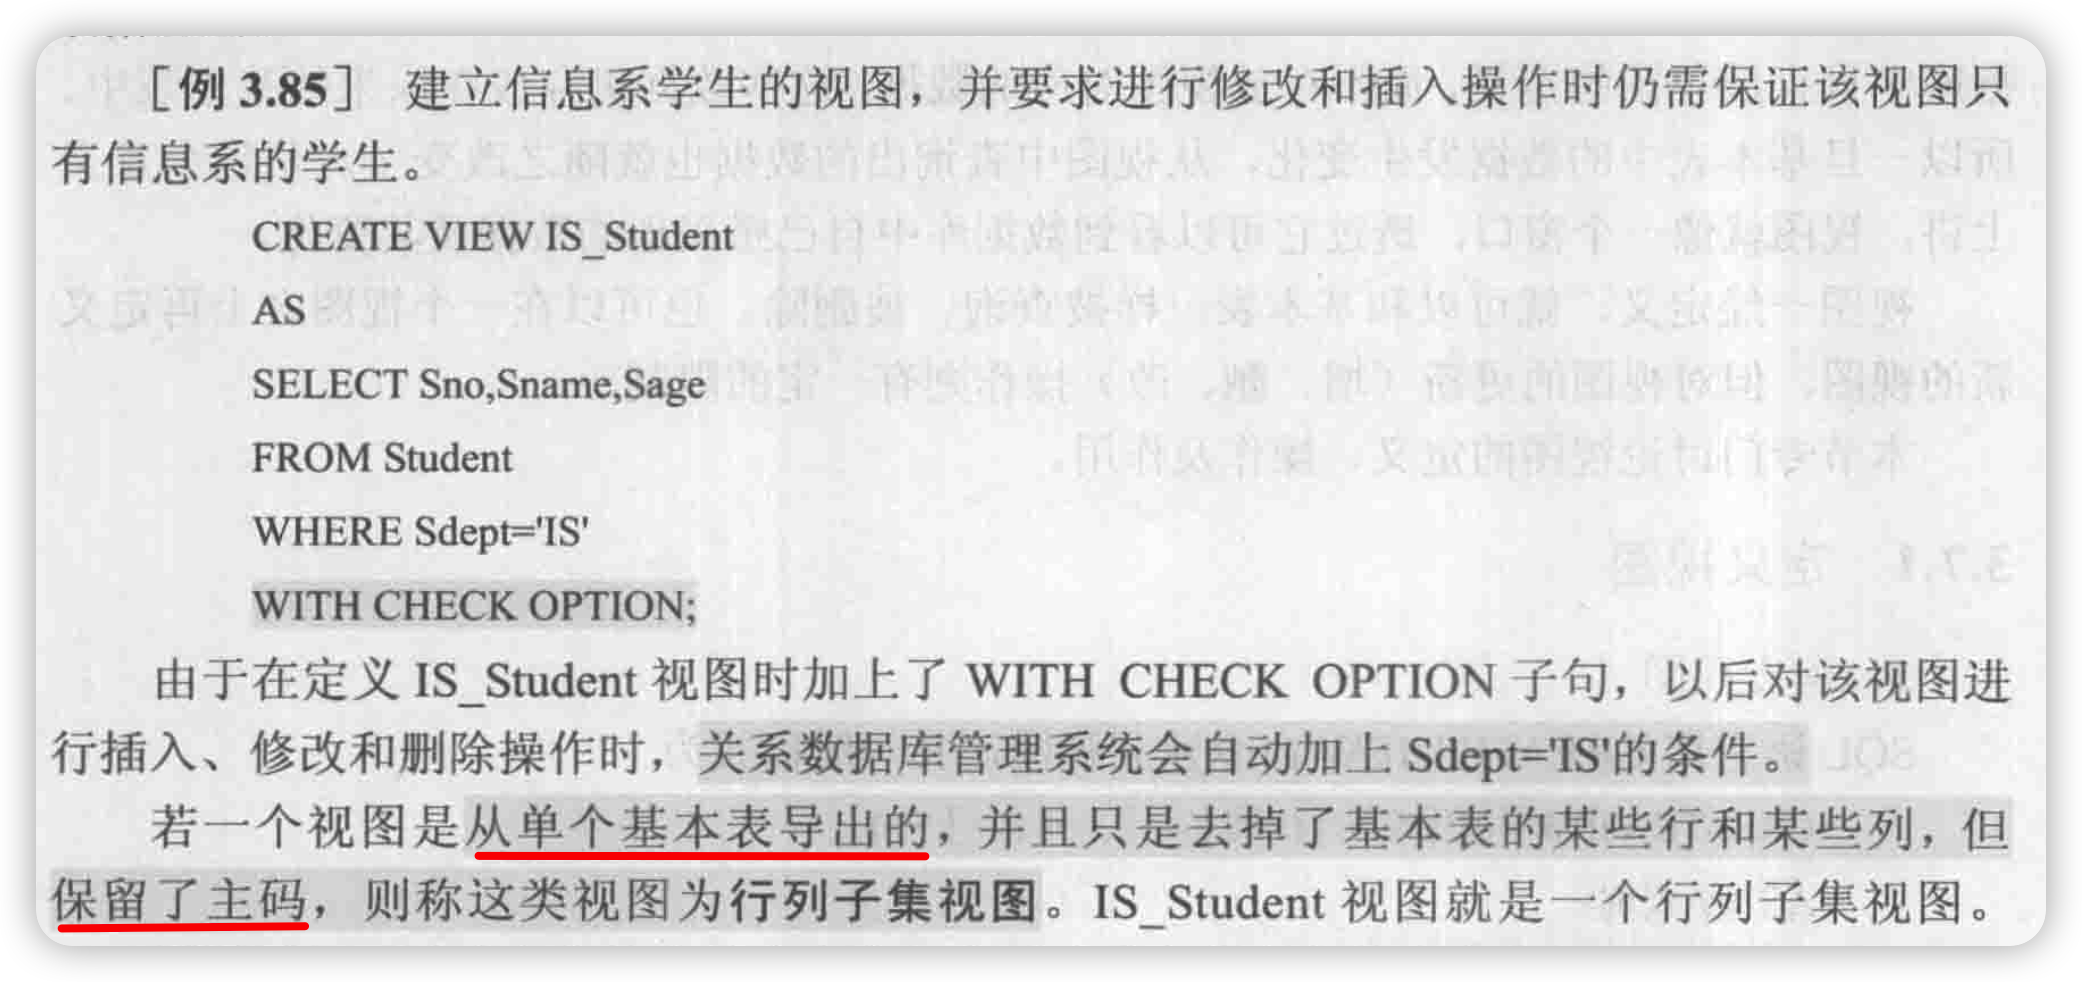 ［例 3.85］ 建立信息系学生的视图，并要求进行修改和插入操作时仍需保证该视图只
有信息系的学生。
CREATE VIEW IS_Student
AS
SELECT Sno,Sname,Sage
FROM Student
WHERE Sdept='IS'
WITH CHECK OPTION;
由于在定义 IS_Student 视图时加上了 WITH CHECK OPTION 子句，以后对该视图进
行插入、修改和删除操作时，关系数据库管理系统会自动加上 Sdept='IS'的条件。
若一个视图是从单个基本表导出的，并且只是去掉了基本表的某些行和某些列，但
保留了主码，则称这类视图为行列子集视图。IS_Student 视图就是一个行列子集视图。